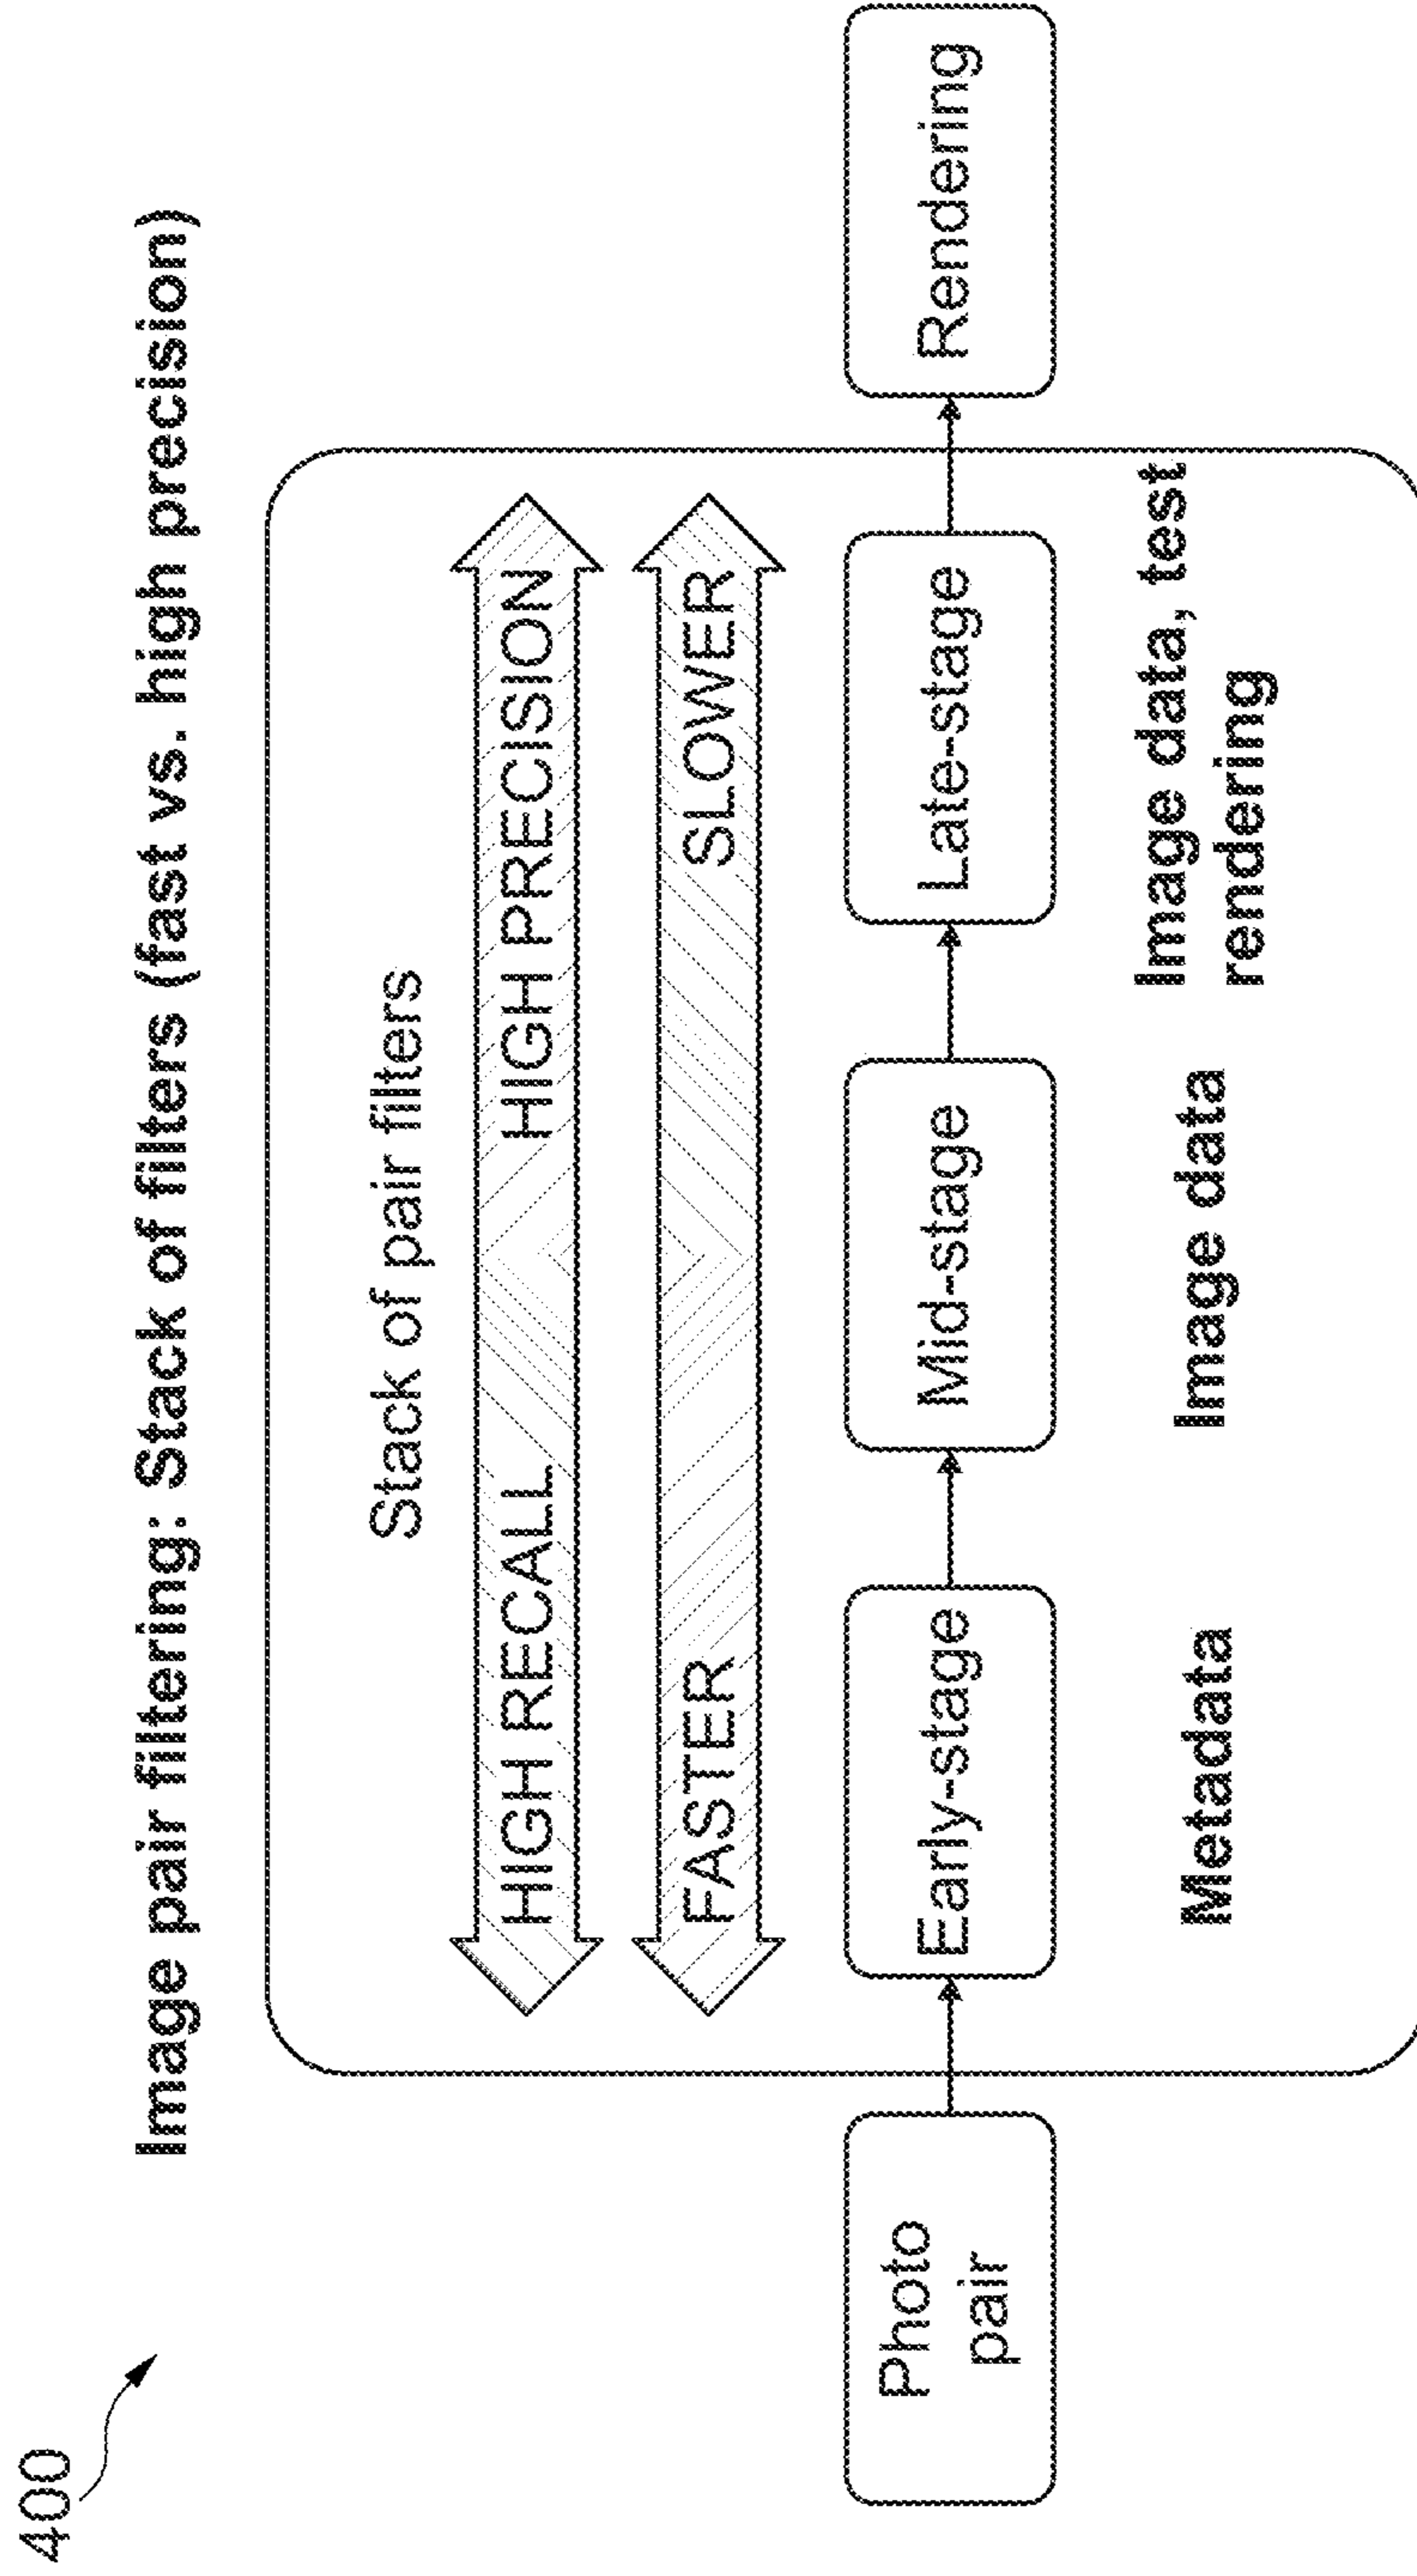 400
Image pair filtering: Stack of filters (fast vs. high precision)
Stack of pair filters
HIGH RECALL HIGH PRECISION
FASTER SLOWER
Photo
pair
Early-stage
Mid-stage
Late-stage
Rendering
Metadata
Image data
Image data, test
rendering